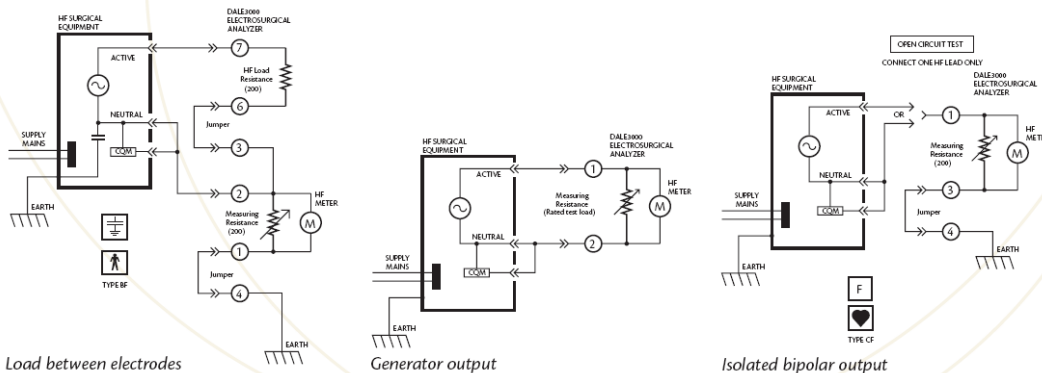 HF SURGICAL
EQUIPMENT
DALE3000
ELECTROSURGICAL
ANALYZER
ACTIVE
7
HF Load
Resistance
(200)
6
NEUTRAL
Jumper
SUPPLY
MAINS
CQM
3
2
HF
METER
EARTH
Measuring
Resistance
(200)
M
1
TYPE BF
Jumper
4
EARTH
Load between electrodes
HF SURGICAL
EQUIPMENT
DALE3000
ELECTROSURGICAL
ANALYZER
ACTIVE
1
HF
METER
Measuring
Resistance
(Rated test load)
M
NEUTRAL
2
SUPPLY
MAINS
CQM
EARTH
Generator output
OPEN CIRCUIT TEST
CONNECT ONE HF LEAD ONLY
HF SURGICAL
EQUIPMENT
DALE3000
ELECTROSURGICAL
ANALYZER
ACTIVE
OR
1
HF
METER
Measuring
Resistance
(200)
M
NEUTRAL
3
SUPPLY
MAINS
CQM
Jumper
4
EARTH
EARTH
F
TYPE CF
Isolated bipolar output